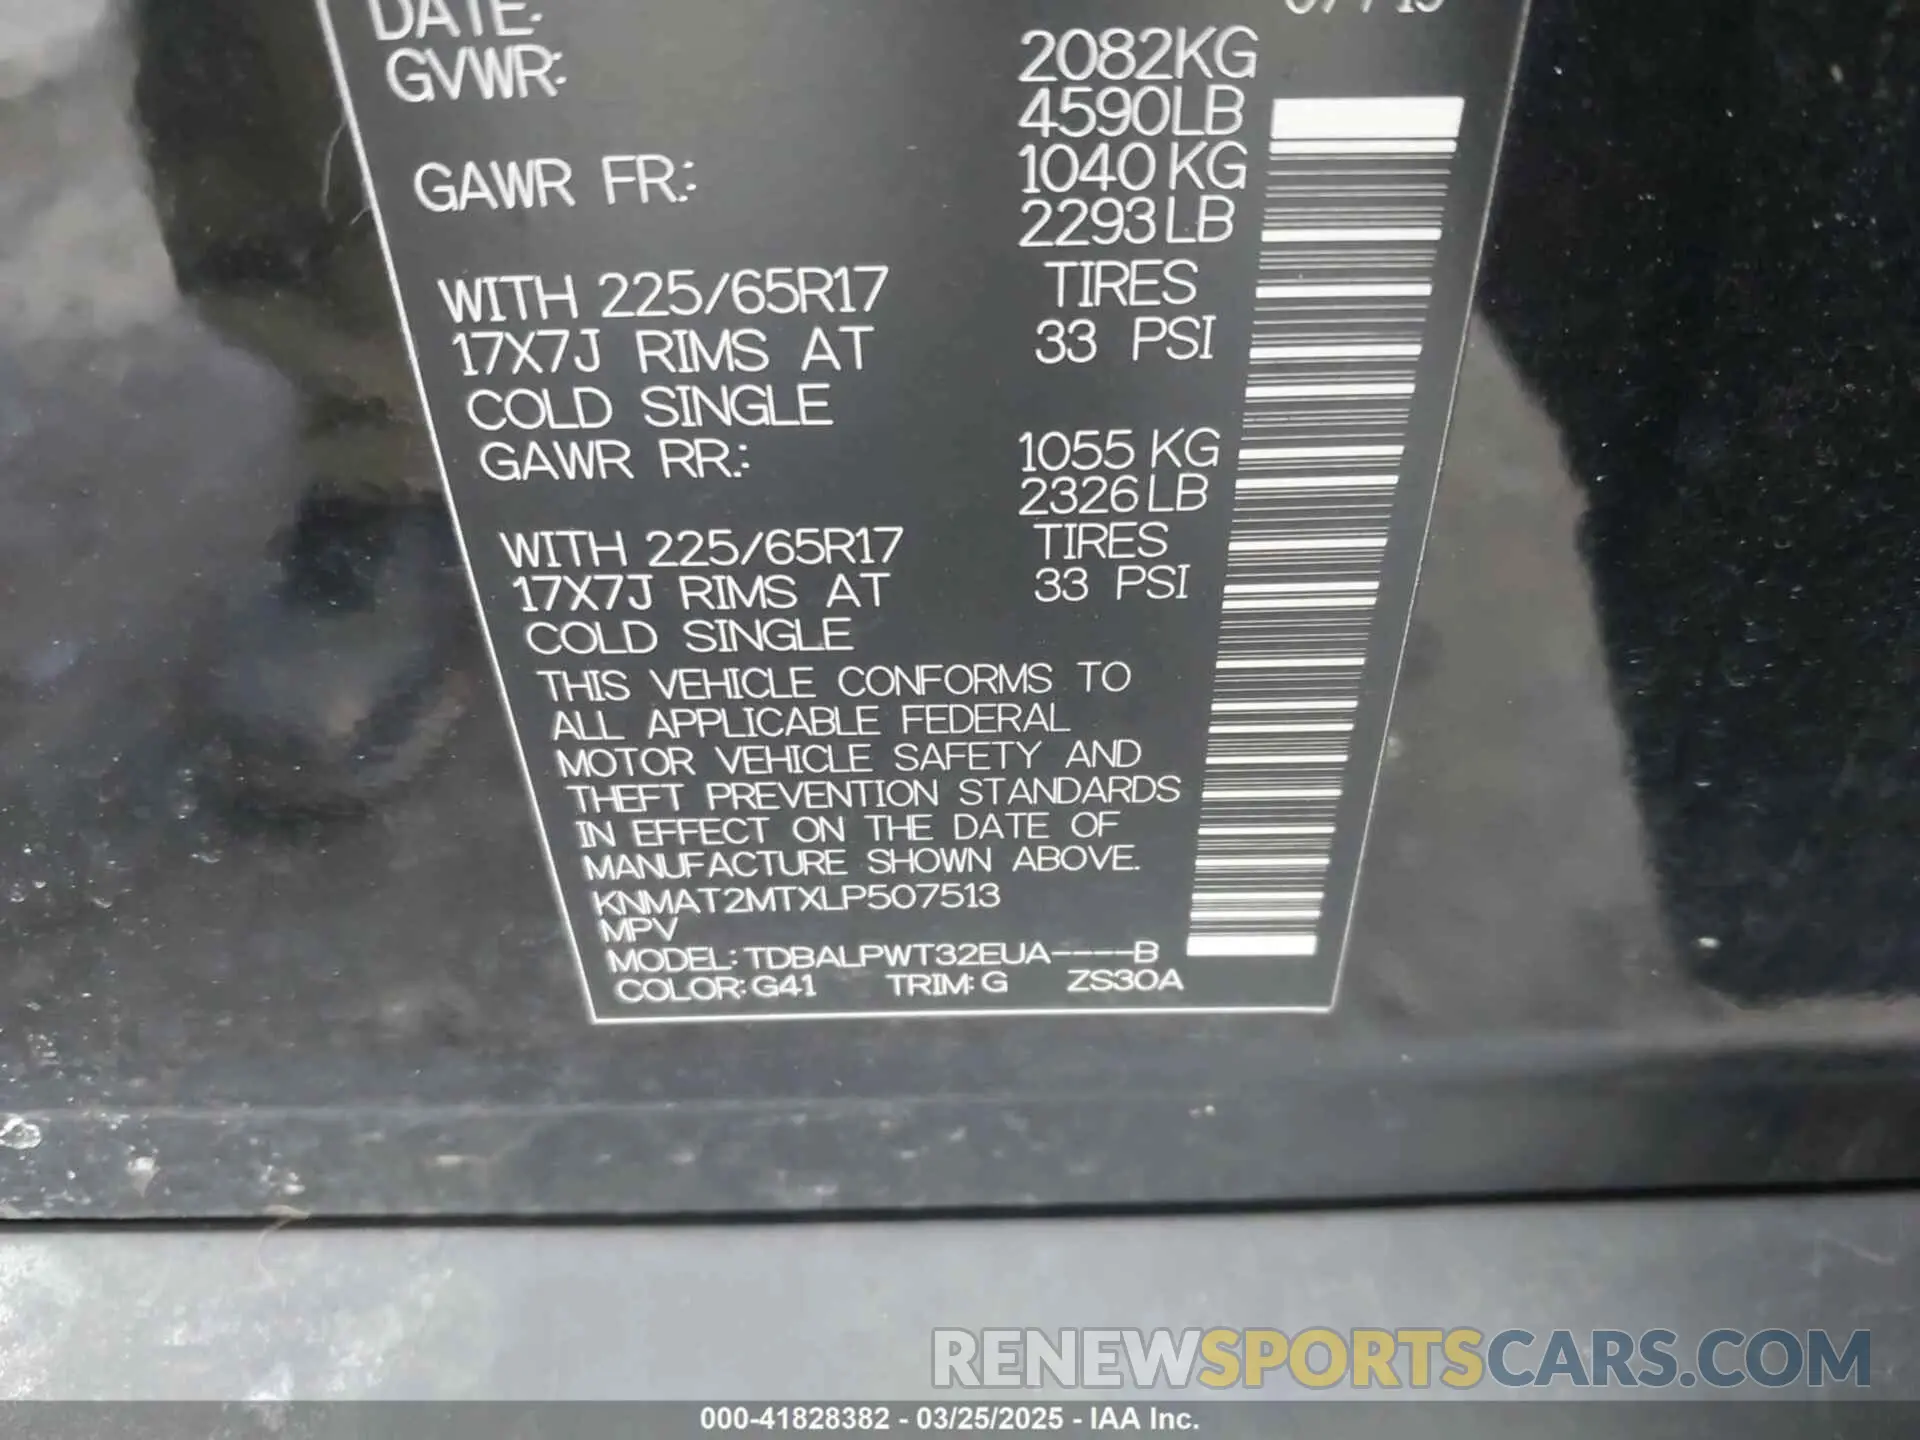 DATE:
GVWR: 2082KG
4590LB
GAWR FR.: 1040 KG
2293 LB
WITH 225/65R17 TIRES
17X7J RIMS AT 33 PSI
COLD SINGLE
GAWR RR.: 1055 KG
2326 LB
WITH 225/65R17 TIRES
17X7J RIMS AT 33 PSI
COLD SINGLE
THIS VEHICLE CONFORMS TO
ALL APPLICABLE FEDERAL
MOTOR VEHICLE SAFETY AND
THEFT PREVENTION STANDARDS
IN EFFECT ON THE DATE OF
MANUFACTURE SHOWN ABOVE.
KNMAT2MTXLP507513
MPV
MODEL: TDBALPWT32EUA----B
COLOR: G41 TRIM: G ZS30A
RENEWSPORTSCARS.COM
000-41828382 - 03/25/2025 - IAA Inc.